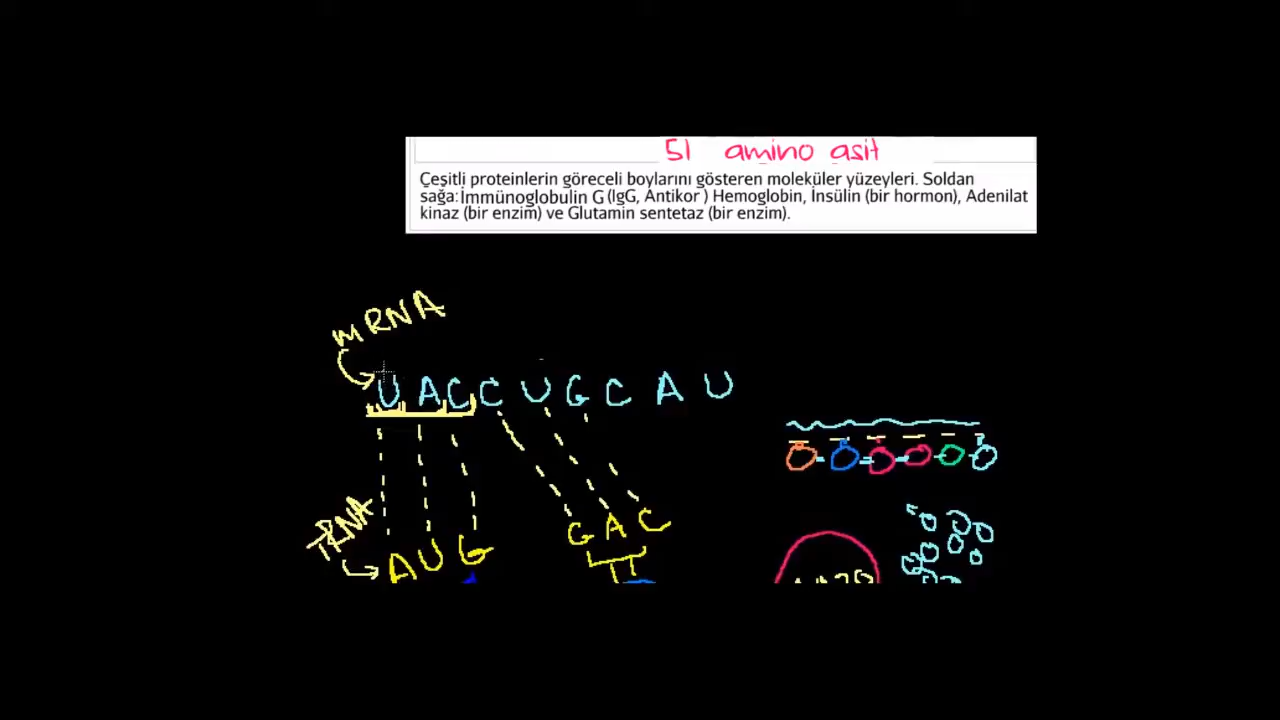 51 amino asit
Çeşitli proteinlerin göreceli boylarını gösteren moleküler yüzeyleri. Soldan
sağa: İmmünoglobulin G (IgG, Antikor ) Hemoglobin, İnsülin (bir hormon), Adenilat
kinaz (bir enzim) ve Glutamin sentetaz (bir enzim).
mRNA
U A C C U G C A U
tRNA
A U G
G A C